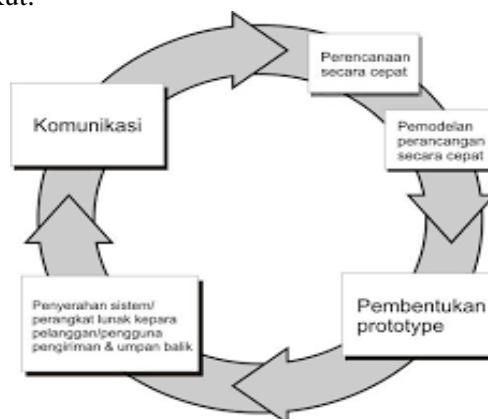 kut:
Perencanaan
secara cepat
Komunikasi
Pemodelan
perancangan
secara cepat
Pembentukan
prototype
Penyerahan sistem/
perangkat lunak kepara
pelanggan/pengguna
pengiriman & umpan balik